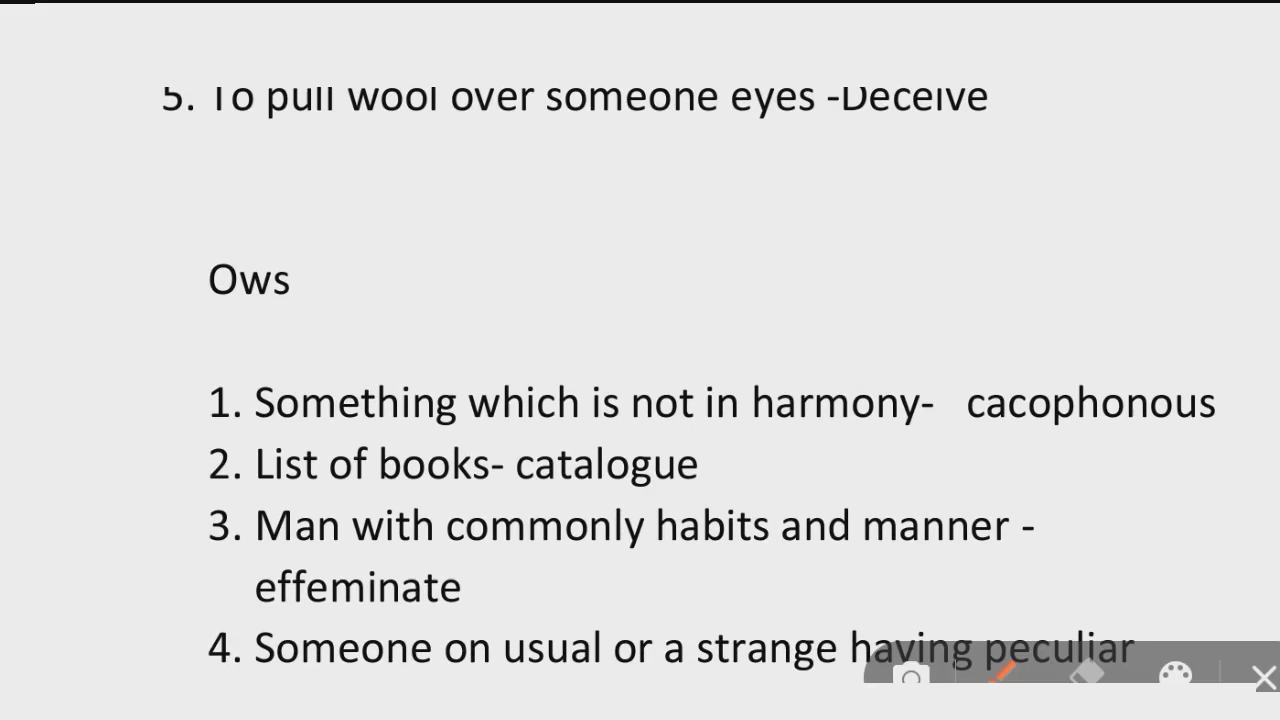 5. To pull wool over someone eyes -Deceive
Ows
1. Something which is not in harmony- cacophonous
2. List of books- catalogue
3. Man with commonly habits and manner -
effeminate
4. Someone on usual or a strange having peculiar